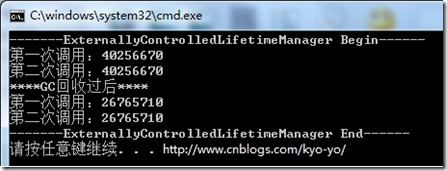 C:\windows\system32\cmd.exe
-------ExternallyControlledLifetimeManager Begin------
第一次调用：40256670
第二次调用：40256670
****GC回收过后****
第一次调用：26765710
第二次调用：26765710
-------ExternallyControlledLifetimeManager End------
请按任意键继续. . . http://www.cnblogs.com/kyo-yo/